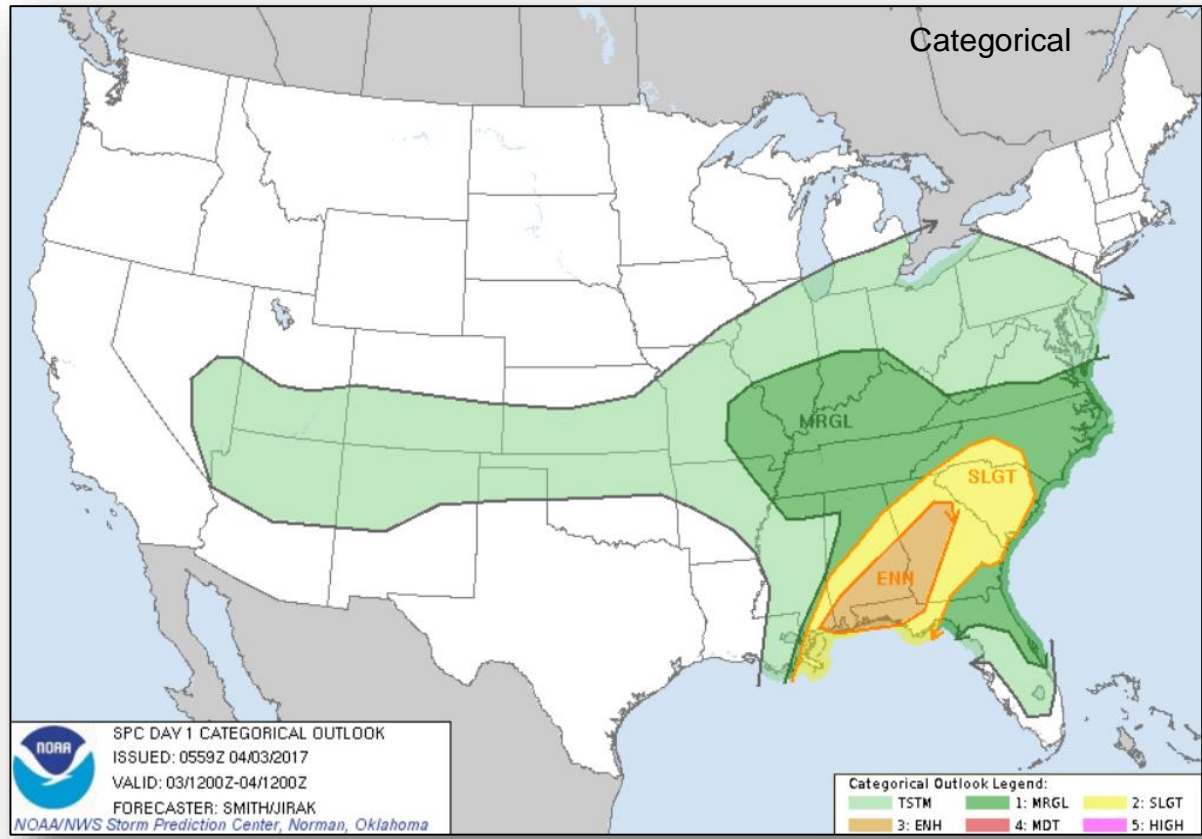 Categorical
MRGL
SLGT
ENH
NOAA
SPC DAY 1 CATEGORICAL OUTLOOK
ISSUED: 0559Z 04/03/2017
VALID: 03/1200Z-04/1200Z
FORECASTER: SMITH/JIRAK
NOAA/NWS Storm Prediction Center, Norman, Oklahoma
Categorical Outlook Legend:
TSTM 1: MRGL 2: SLGT
3: ENH 4: MDT 5: HIGH